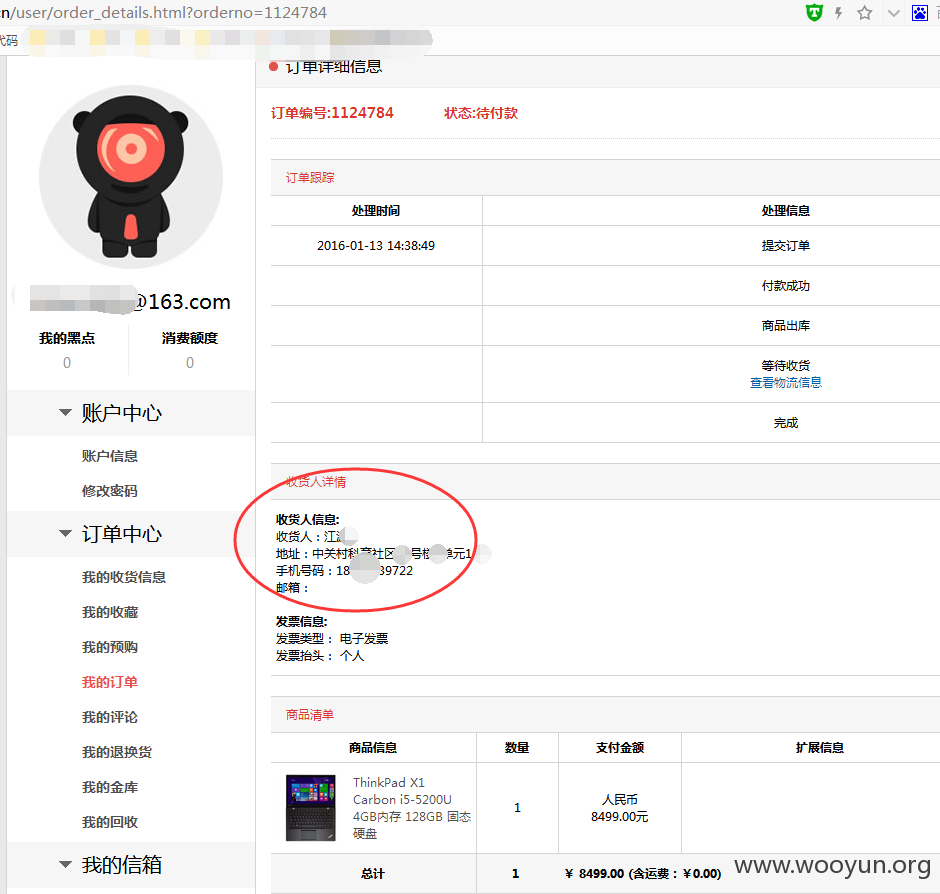 n/user/order_details.html?orderno=1124784
代码
订单详细信息
订单编号:1124784 状态:待付款
订单跟踪
处理时间 处理信息
2016-01-13 14:38:49 提交订单
付款成功
商品出库
等待收货
查看物流信息
完成
@163.com
我的黑点 消费额度
0 0
账户中心
账户信息
修改密码
订单中心
我的收货信息
我的收藏
我的预购
我的订单
我的评论
我的退换货
我的金库
我的回收
我的信箱
收货人详情
收货人信息:
收货人：江
地址：中关村科 社区 号楼 单元1
手机号码：18 39722
邮箱：
发票信息:
发票类型： 电子发票
发票抬头： 个人
商品清单
商品信息 数量 支付金额 扩展信息
ThinkPad X1
Carbon i5-5200U
4GB内存 128GB 固态
硬盘
1
人民币
8499.00元
总计 1 ￥ 8499.00 (含运费：￥0.00)
www.wooyun.org